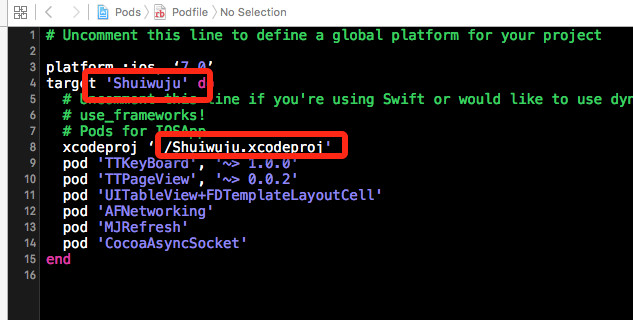 Pods
Podfile
No Selection
1 # Uncomment this line to define a global platform for your project
2
3 platform :ios, ‘7.0’
4 target 'Shuiwuju' d
5 # Uncomment this line if you're using Swift or would like to use dyn
6 # use_frameworks!
7 # Pods for IOSApp
8 xcodeproj ‘ /Shuiwuju.xcodeproj'
9 pod 'TTKeyBoard', '~> 1.0.0'
10 pod 'TTPageView', '~> 0.0.2'
11 pod 'UITableView+FDTemplateLayoutCell'
12 pod 'AFNetworking'
13 pod 'MJRefresh'
14 pod 'CocoaAsyncSocket'
15 end
16